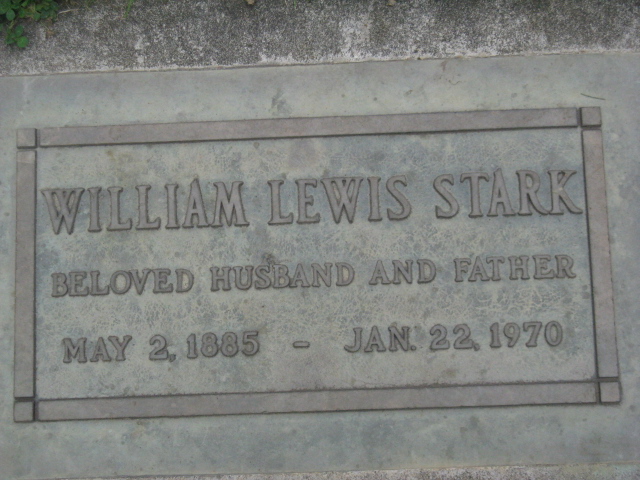 WILLIAM LEWIS STARK
BELOVED HUSBAND AND FATHER
MAY 2, 1885 - JAN. 22, 1970